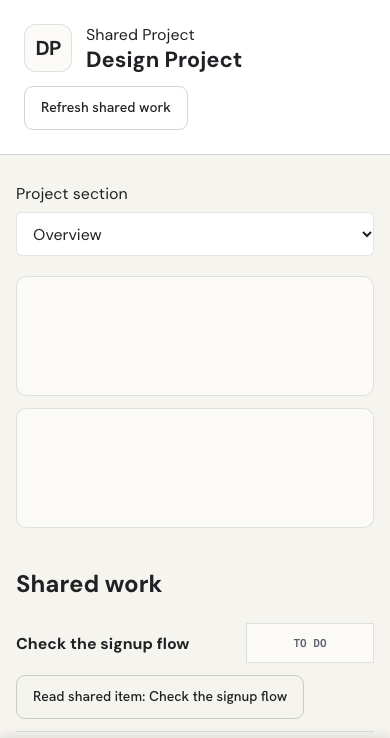 DP
Shared Project
Design Project
Refresh shared work
Project section
Overview
Shared work
Check the signup flow
TO DO
Read shared item: Check the signup flow